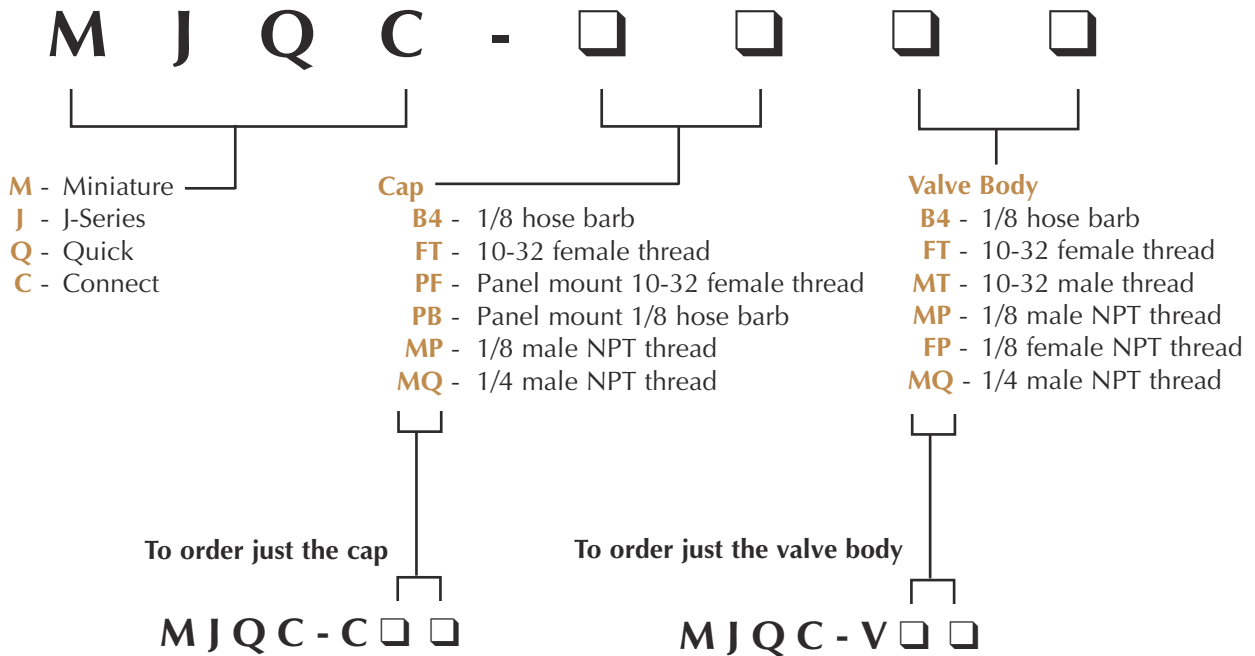 M J Q C - ❑ ❑ ❑ ❑
M - Miniature
J - J-Series
Q - Quick
C - Connect
Cap
B4 - 1/8 hose barb
FT - 10-32 female thread
PF - Panel mount 10-32 female thread
PB - Panel mount 1/8 hose barb
MP - 1/8 male NPT thread
MQ - 1/4 male NPT thread
Valve Body
B4 - 1/8 hose barb
FT - 10-32 female thread
MT - 10-32 male thread
MP - 1/8 male NPT thread
FP - 1/8 female NPT thread
MQ - 1/4 male NPT thread
To order just the cap
M J Q C - C ❑ ❑
To order just the valve body
M J Q C - V ❑ ❑